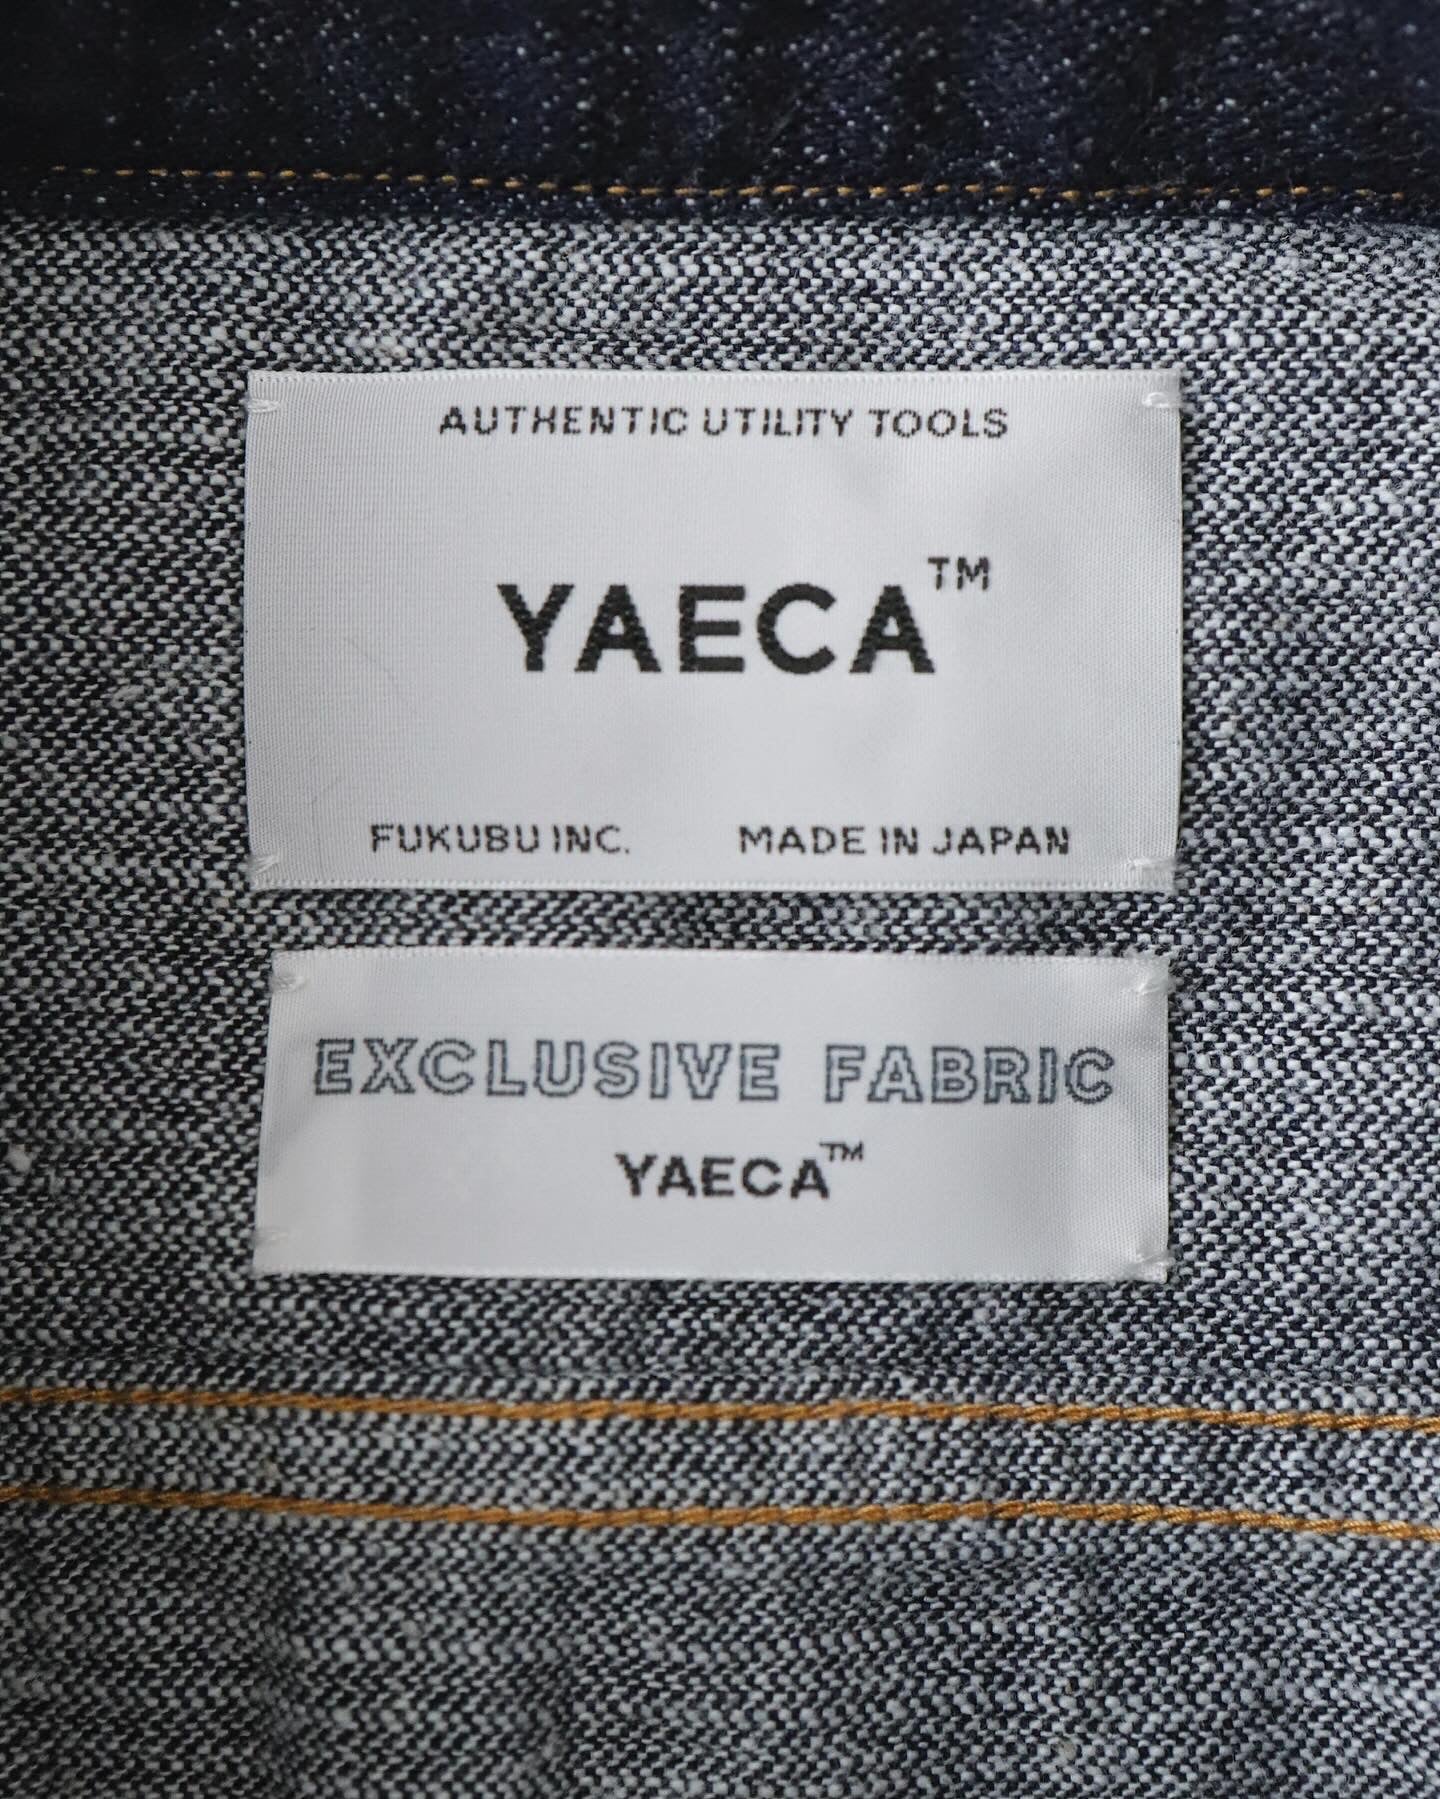 AUTHENTIC UTILITY TOOLS
YAECA™
FUKUBU INC. MADE IN JAPAN
EXCLUSIVE FABRIC
YAECA™